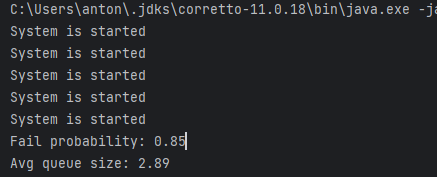 C:\Users\anton\.jdks\corretto-11.0.18\bin\java.exe -ja
System is started
System is started
System is started
System is started
System is started
Fail probability: 0.85
Avg queue size: 2.89